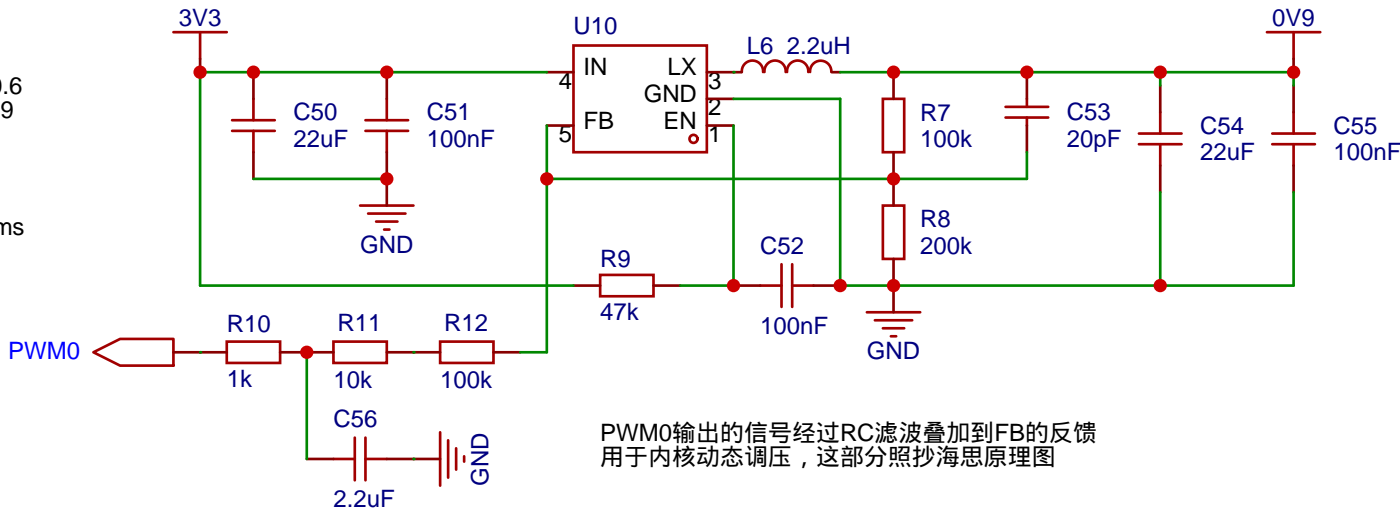 3V3
U10
L6 2.2uH
0V9
IN
LX
4
3
GND
2
FB
EN
5
1
C50
22uF
C51
100nF
R7
100k
C53
20pF
C54
22uF
C55
100nF
GND
R8
200k
R9
47k
C52
100nF
GND
PWM0
R10
1k
R11
10k
R12
100k
C56
2.2uF
GND
PWM0输出的信号经过RC滤波叠加到FB的反馈
用于内核动态调压，这部分照抄海思原理图
9
ms